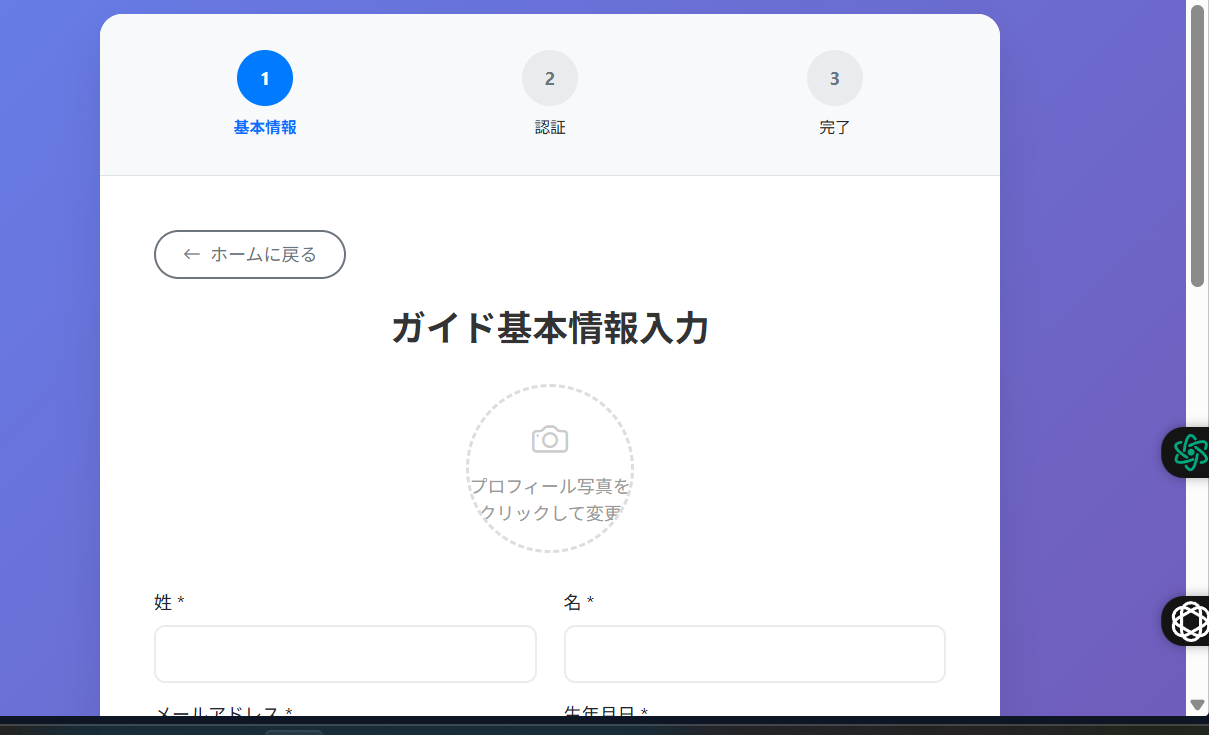 1
2
3
基本情報
認証
完了
← ホームに戻る
ガイド基本情報入力
プロフィール写真を
クリックして変更
姓 *
名 *
メールアドレス *
生年月日 *